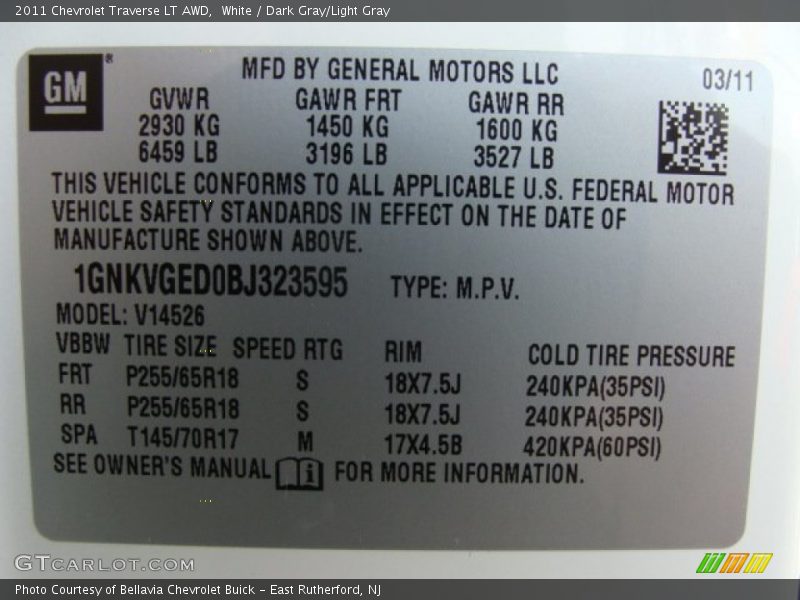 2011 Chevrolet Traverse LT AWD, White / Dark Gray/Light Gray
GM®
MFD BY GENERAL MOTORS LLC
03/11
GVWR GAWR FRT GAWR RR
2930 KG 1450 KG 1600 KG
6459 LB 3196 LB 3527 LB
THIS VEHICLE CONFORMS TO ALL APPLICABLE U.S. FEDERAL MOTOR
VEHICLE SAFETY STANDARDS IN EFFECT ON THE DATE OF
MANUFACTURE SHOWN ABOVE.
1GNKVGED0BJ323595 TYPE: M.P.V.
MODEL: V14526
VBBW TIRE SIZE SPEED RTG RIM COLD TIRE PRESSURE
FRT P255/65R18 S 18X7.5J 240KPA(35PSI)
RR P255/65R18 S 18X7.5J 240KPA(35PSI)
SPA T145/70R17 M 17X4.5B 420KPA(60PSI)
SEE OWNER'S MANUAL i FOR MORE INFORMATION.
GTCARLOT.COM
Photo Courtesy of Bellavia Chevrolet Buick - East Rutherford, NJ